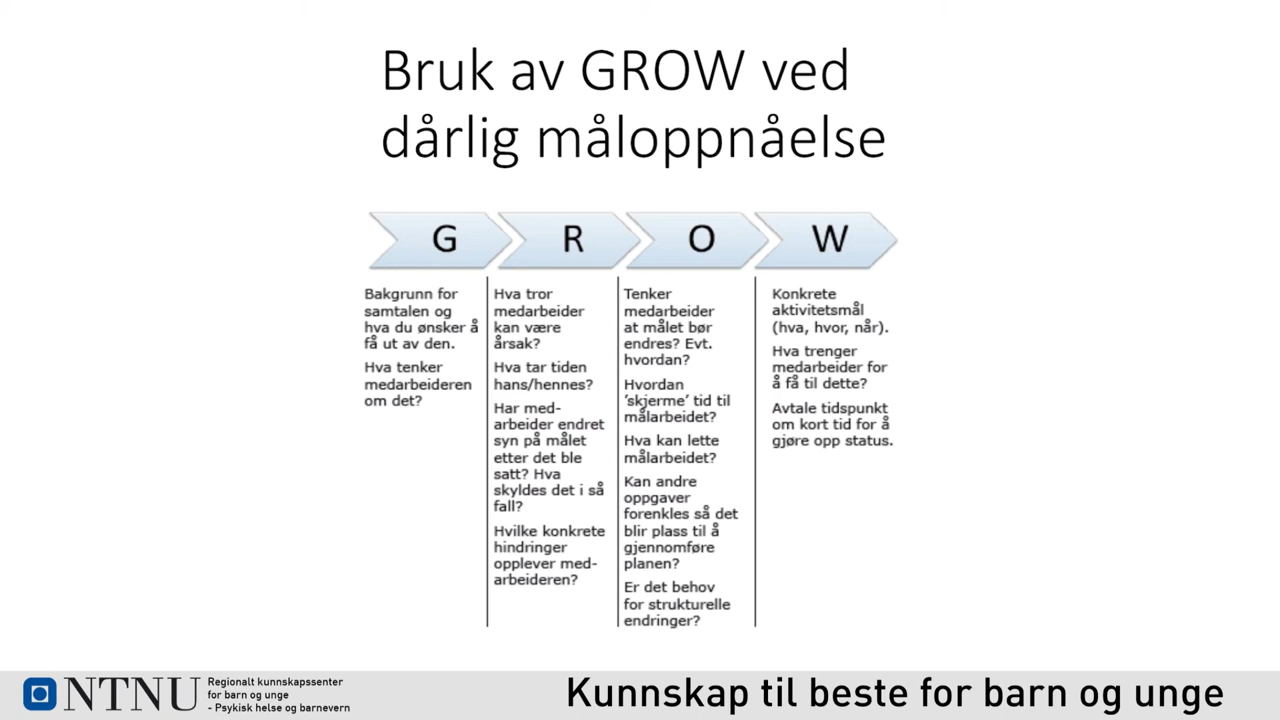 Bruk av GROW ved
dårlig måloppnåelse
G
R
O
W
Bakgrunn for
samtalen og
hva du ønsker å
få ut av den.
Hva tenker
medarbeideren
om det?
Hva tror
medarbeider
kan være
årsak?
Hva tar tiden
hans/hennes?
Har med-
arbeider endret
syn på målet
etter det ble
satt? Hva
skyldes det i så
fall?
Hvilke konkrete
hindringer
opplever med-
arbeideren?
Tenker
medarbeider
at målet bør
endres? Evt.
hvordan?
Hvordan
'skjerme' tid til
målarbeidet?
Hva kan lette
målarbeidet?
Kan andre
oppgaver
forenkles så det
blir plass til å
gjennomføre
planen?
Er det behov
for strukturelle
endringer?
Konkrete
aktivitetsmål
(hva, hvor, når).
Hva trenger
medarbeider for
å få til dette?
Avtale tidspunkt
om kort tid for å
gjøre opp status.
NTNU
Regionalt kunnskapssenter
for barn og unge
- Psykisk helse og barnevern
Kunnskap til beste for barn og unge